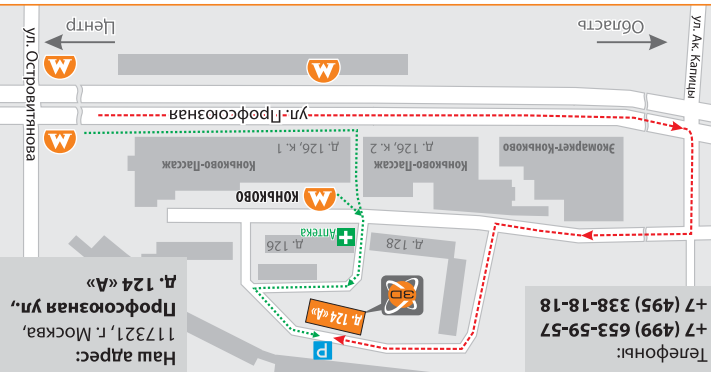 Телефоны:
+7 (499) 653-59-57
+7 (495) 338-18-18
Наш адрес:
117321, г. Москва,
Профсоюзная ул.,
д. 124 «А»
P
д. 124 «А»
3D
д. 128
д. 126
Аптека
КОНЬКОВО
Экомаркет-Коньково
Коньково-Пассаж
д. 126, к. 2
Коньково-Пассаж
д. 126, к. 1
ул. Профсоюзная
Область
Центр
ул. Ак. Капицы
ул. Островитанова